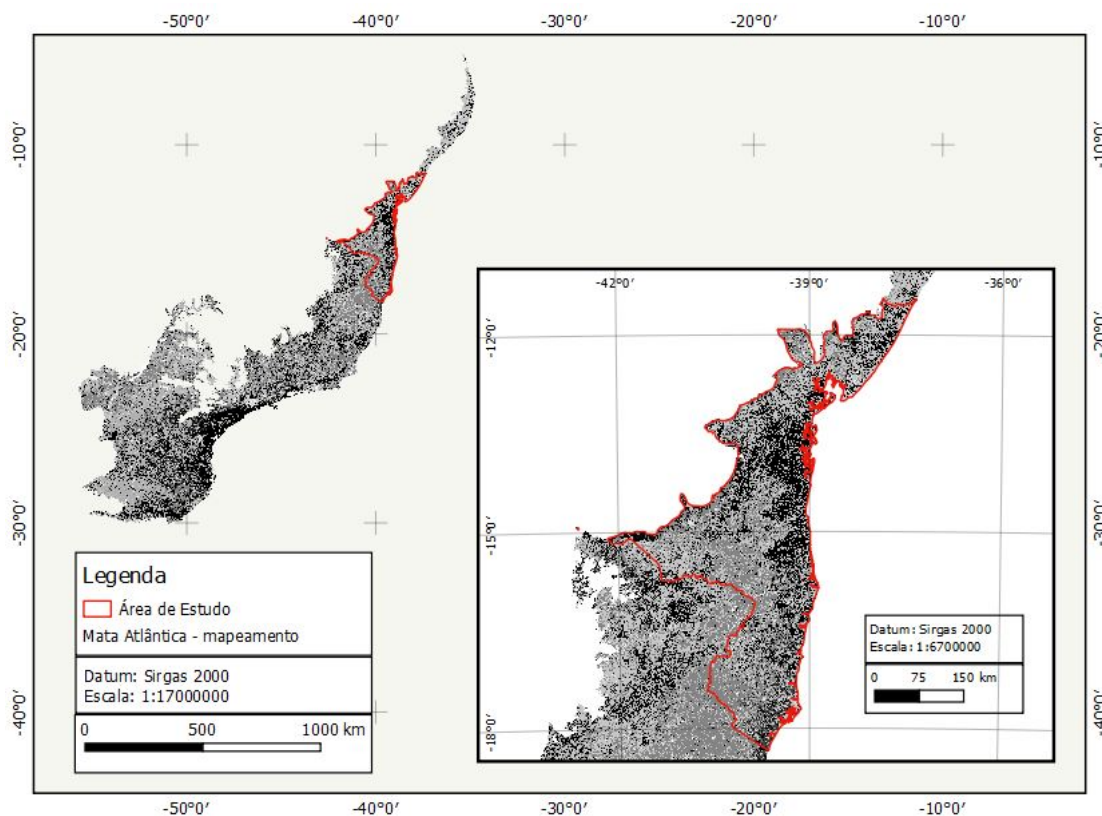 -50°0′ -40°0′ -30°0′ -20°0′ -10°0′
-10°0′ -10°0′
-20°0′ -20°0′
-30°0′ -30°0′
-40°0′ -40°0′
-50°0′ -40°0′ -30°0′ -20°0′ -10°0′
-42°0′ -39°0′ -36°0′
-12°0′
-15°0′
-18°0′
Datum: Sirgas 2000
Escala: 1:6700000
0 75 150 km
Legenda
Área de Estudo
Mata Atlântica - mapeamento
Datum: Sirgas 2000
Escala: 1:17000000
0 500 1000 km